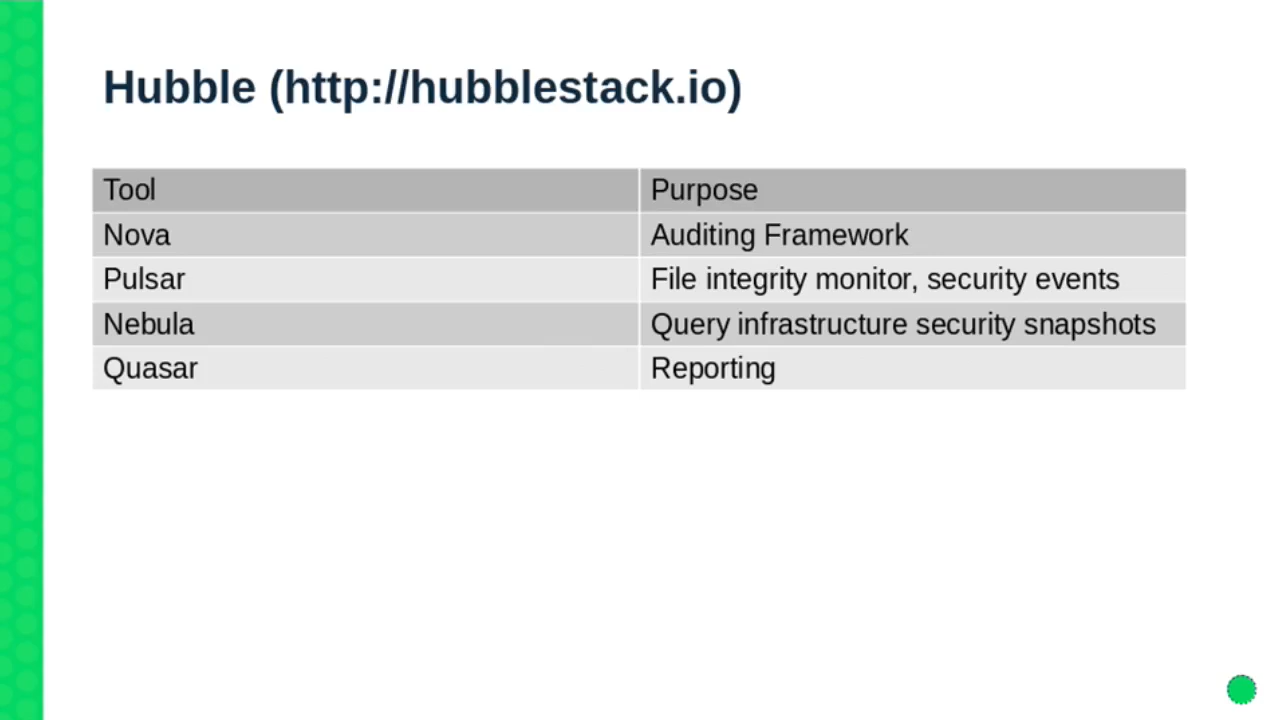 Hubble (http://hubblestack.io)
Tool Purpose
Nova Auditing Framework
Pulsar File integrity monitor, security events
Nebula Query infrastructure security snapshots
Quasar Reporting